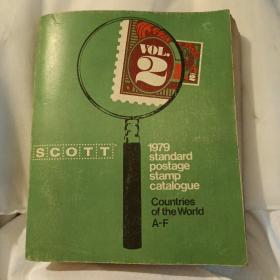 VOL.
2
SCOTT
1979
standard
postage
stamp
catalogue
Countries
of the World
A-F